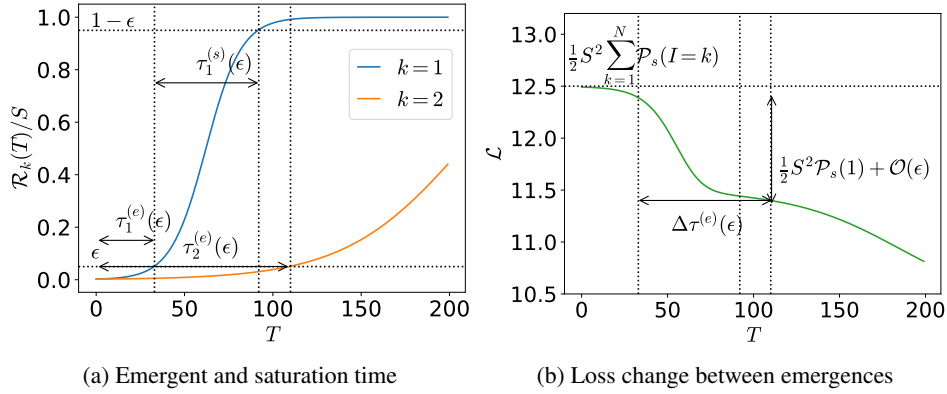 1.0
0.8
0.6
0.4
0.2
0.0
R_k(T)/S
1 − ϵ
τ_1^{(s)}(ϵ)
k = 1
k = 2
τ_1^{(e)}(ϵ)
ϵ
τ_2^{(e)}(ϵ)
0 50 100 150 200
T
(a) Emergent and saturation time
13.0
12.5
12.0
11.5
11.0
10.5
L
½S² ∑_{k=1}^{N} P_s(I = k)
½S²P_s(1) + O(ϵ)
Δτ^{(e)}(ϵ)
0 50 100 150 200
T
(b) Loss change between emergences